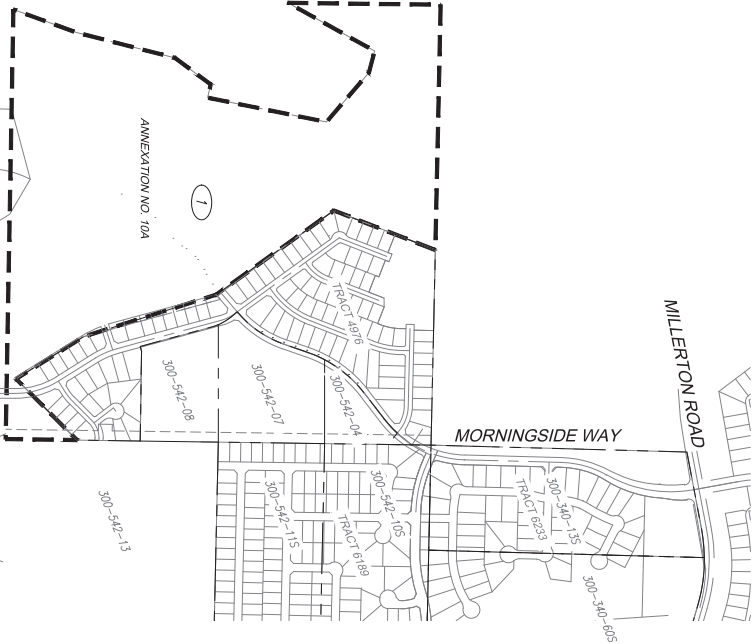 ANNEXATION NO. 10A
1
TRACT 4976
MILLERTON ROAD
300-542-08
300-542-07
300-542-04
MORNINGSIDE WAY
300-542-13
300-542-11S
TRACT 6189
300-542-10S
TRACT 6233
300-340-13S
300-340-60S